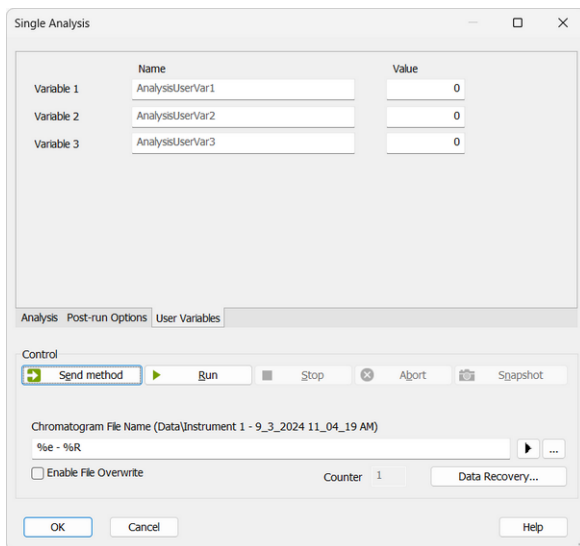 Single Analysis
Name Value
Variable 1 AnalysisUserVar1 0
Variable 2 AnalysisUserVar2 0
Variable 3 AnalysisUserVar3 0
Analysis Post-run Options User Variables
Control
Send method Run Stop Abort Snapshot
Chromatogram File Name (Data\Instrument 1 - 9_3_2024 11_04_19 AM)
%e - %R ...
Enable File Overwrite Counter 1 Data Recovery...
OK Cancel Help